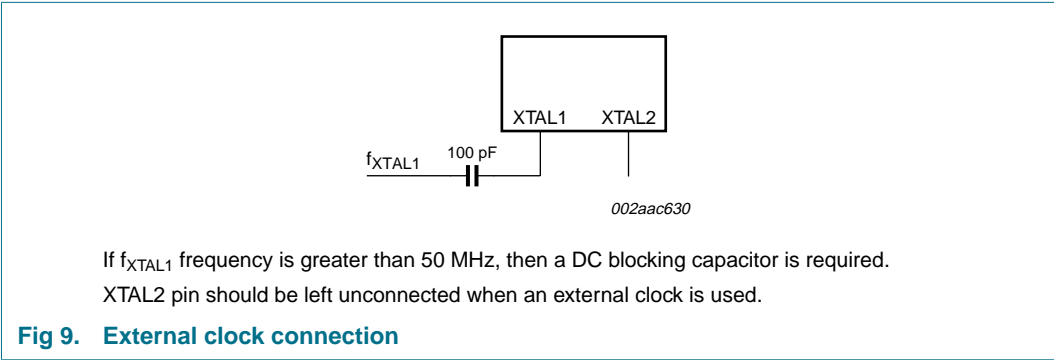 XTAL1 XTAL2
100 pF
fXTAL1
002aac630
If fXTAL1 frequency is greater than 50 MHz, then a DC blocking capacitor is required.
XTAL2 pin should be left unconnected when an external clock is used.
Fig 9. External clock connection